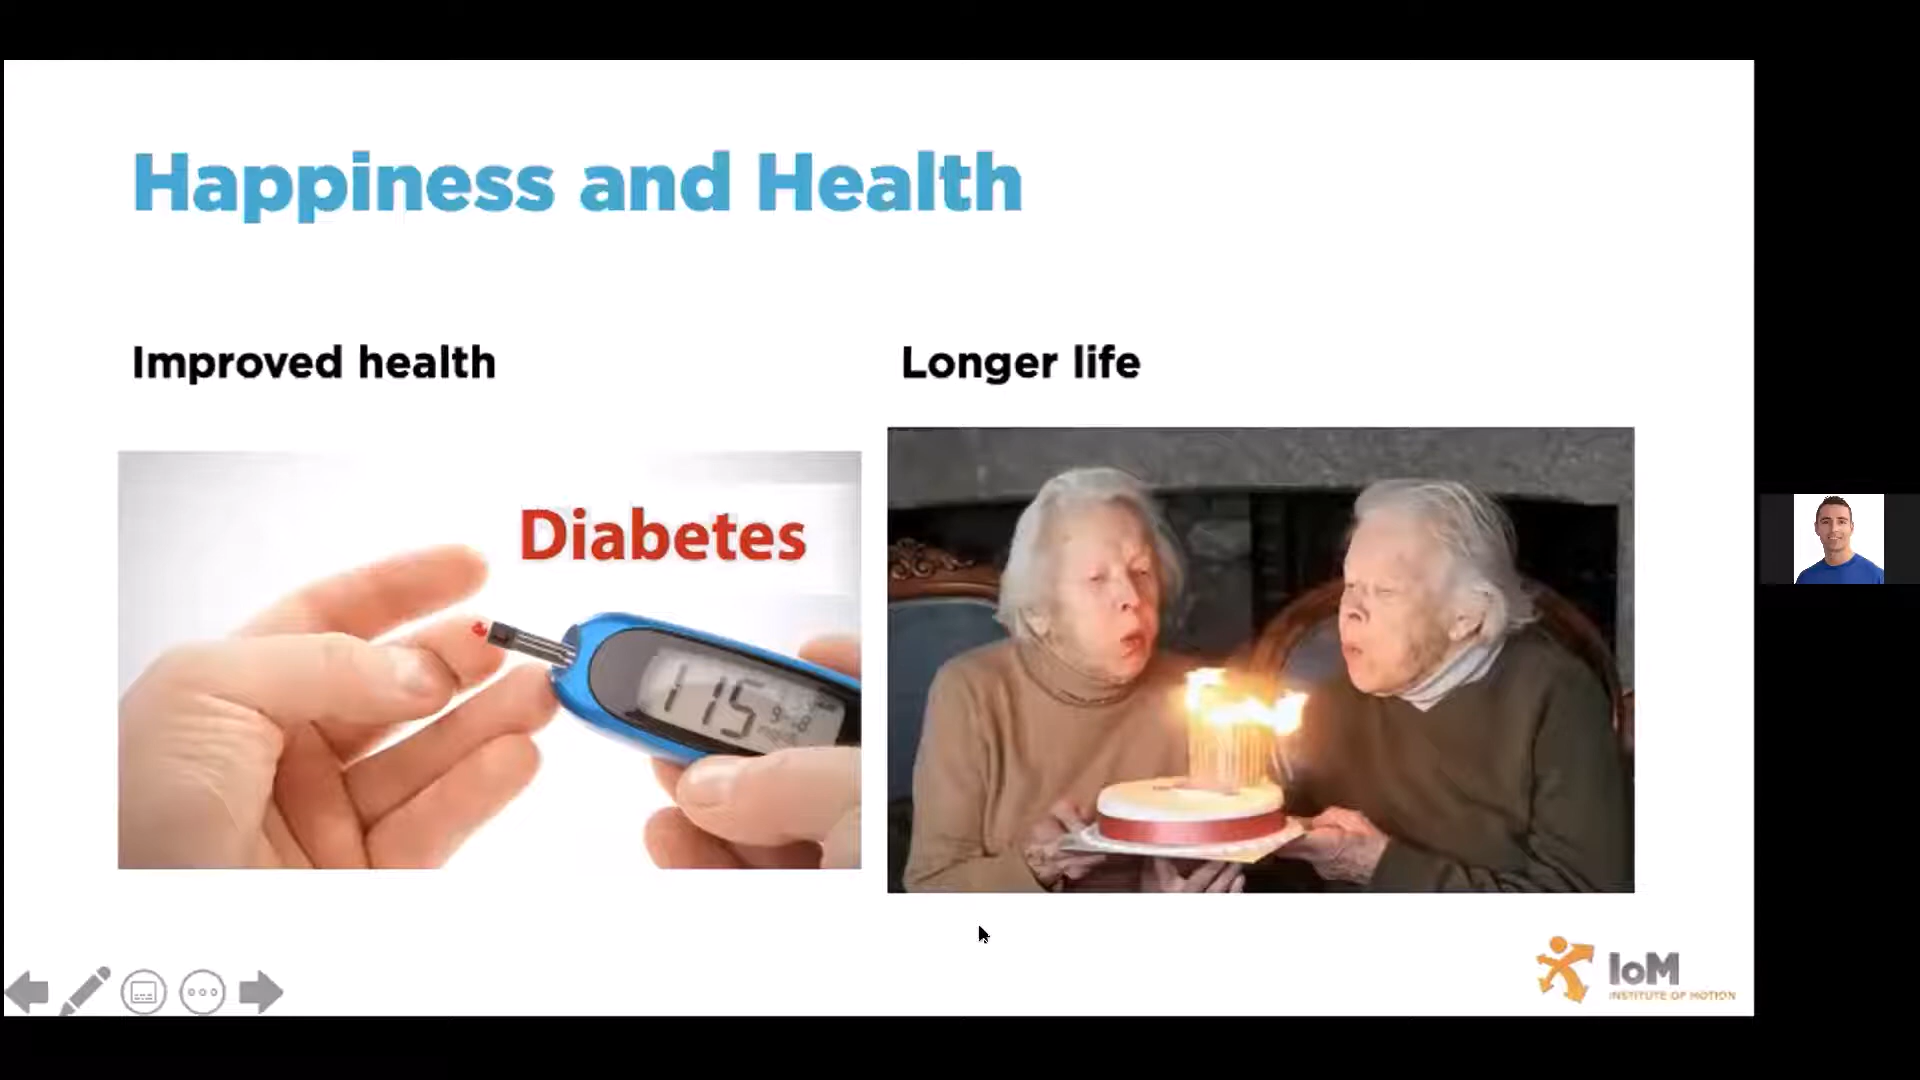 Happiness and Health
Improved health
Longer life
Diabetes
115
IoM
INSTITUTE OF MOTION